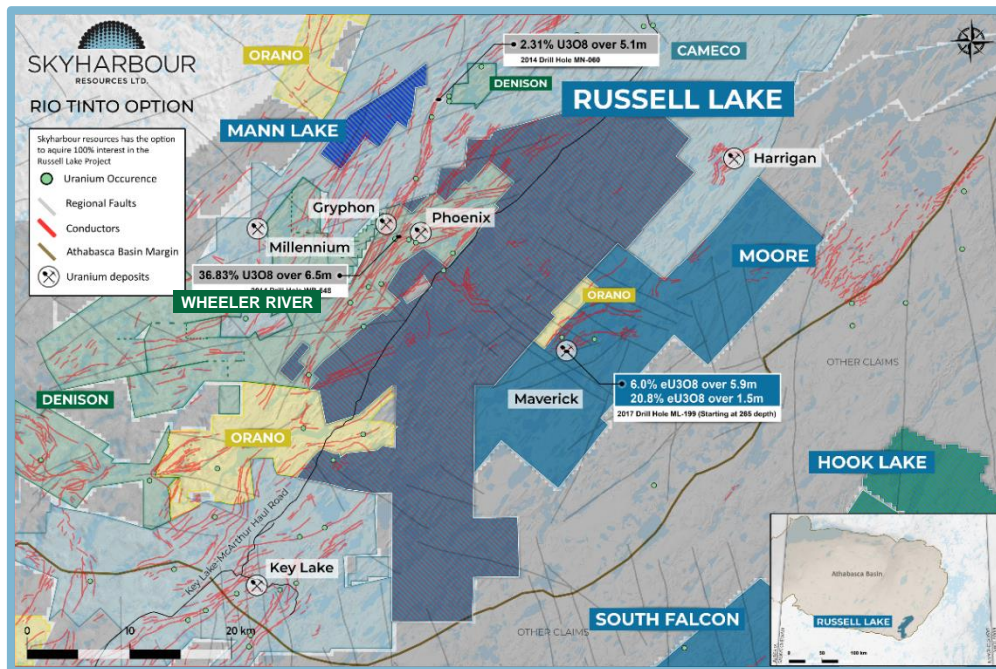 SKYHARBOUR
RESOURCES LTD.
RIO TINTO OPTION
Skyharbour resources has the option
to aquire 100% interest in the
Russell Lake Project
Uranium Occurence
Regional Faults
Conductors
Athabasca Basin Margin
Uranium deposits
ORANO
2.31% U3O8 over 5.1m
2014 Drill Hole MN-060
CAMECO
DENISON
RUSSELL LAKE
MANN LAKE
Harrigan
Gryphon
Phoenix
Millennium
MOORE
36.83% U3O8 over 6.5m
WHEELER RIVER
ORANO
OTHER CLAIMS
6.0% eU3O8 over 5.9m
20.8% eU3O8 over 1.5m
2017 Drill Hole ML-199 (Starting at 265 depth)
Maverick
DENISON
ORANO
HOOK LAKE
Key Lake-McArthur Haul Road
Key Lake
SOUTH FALCON
OTHER CLAIMS
0 10 20 km
Athabasca Basin
RUSSELL LAKE
0 50 100 km